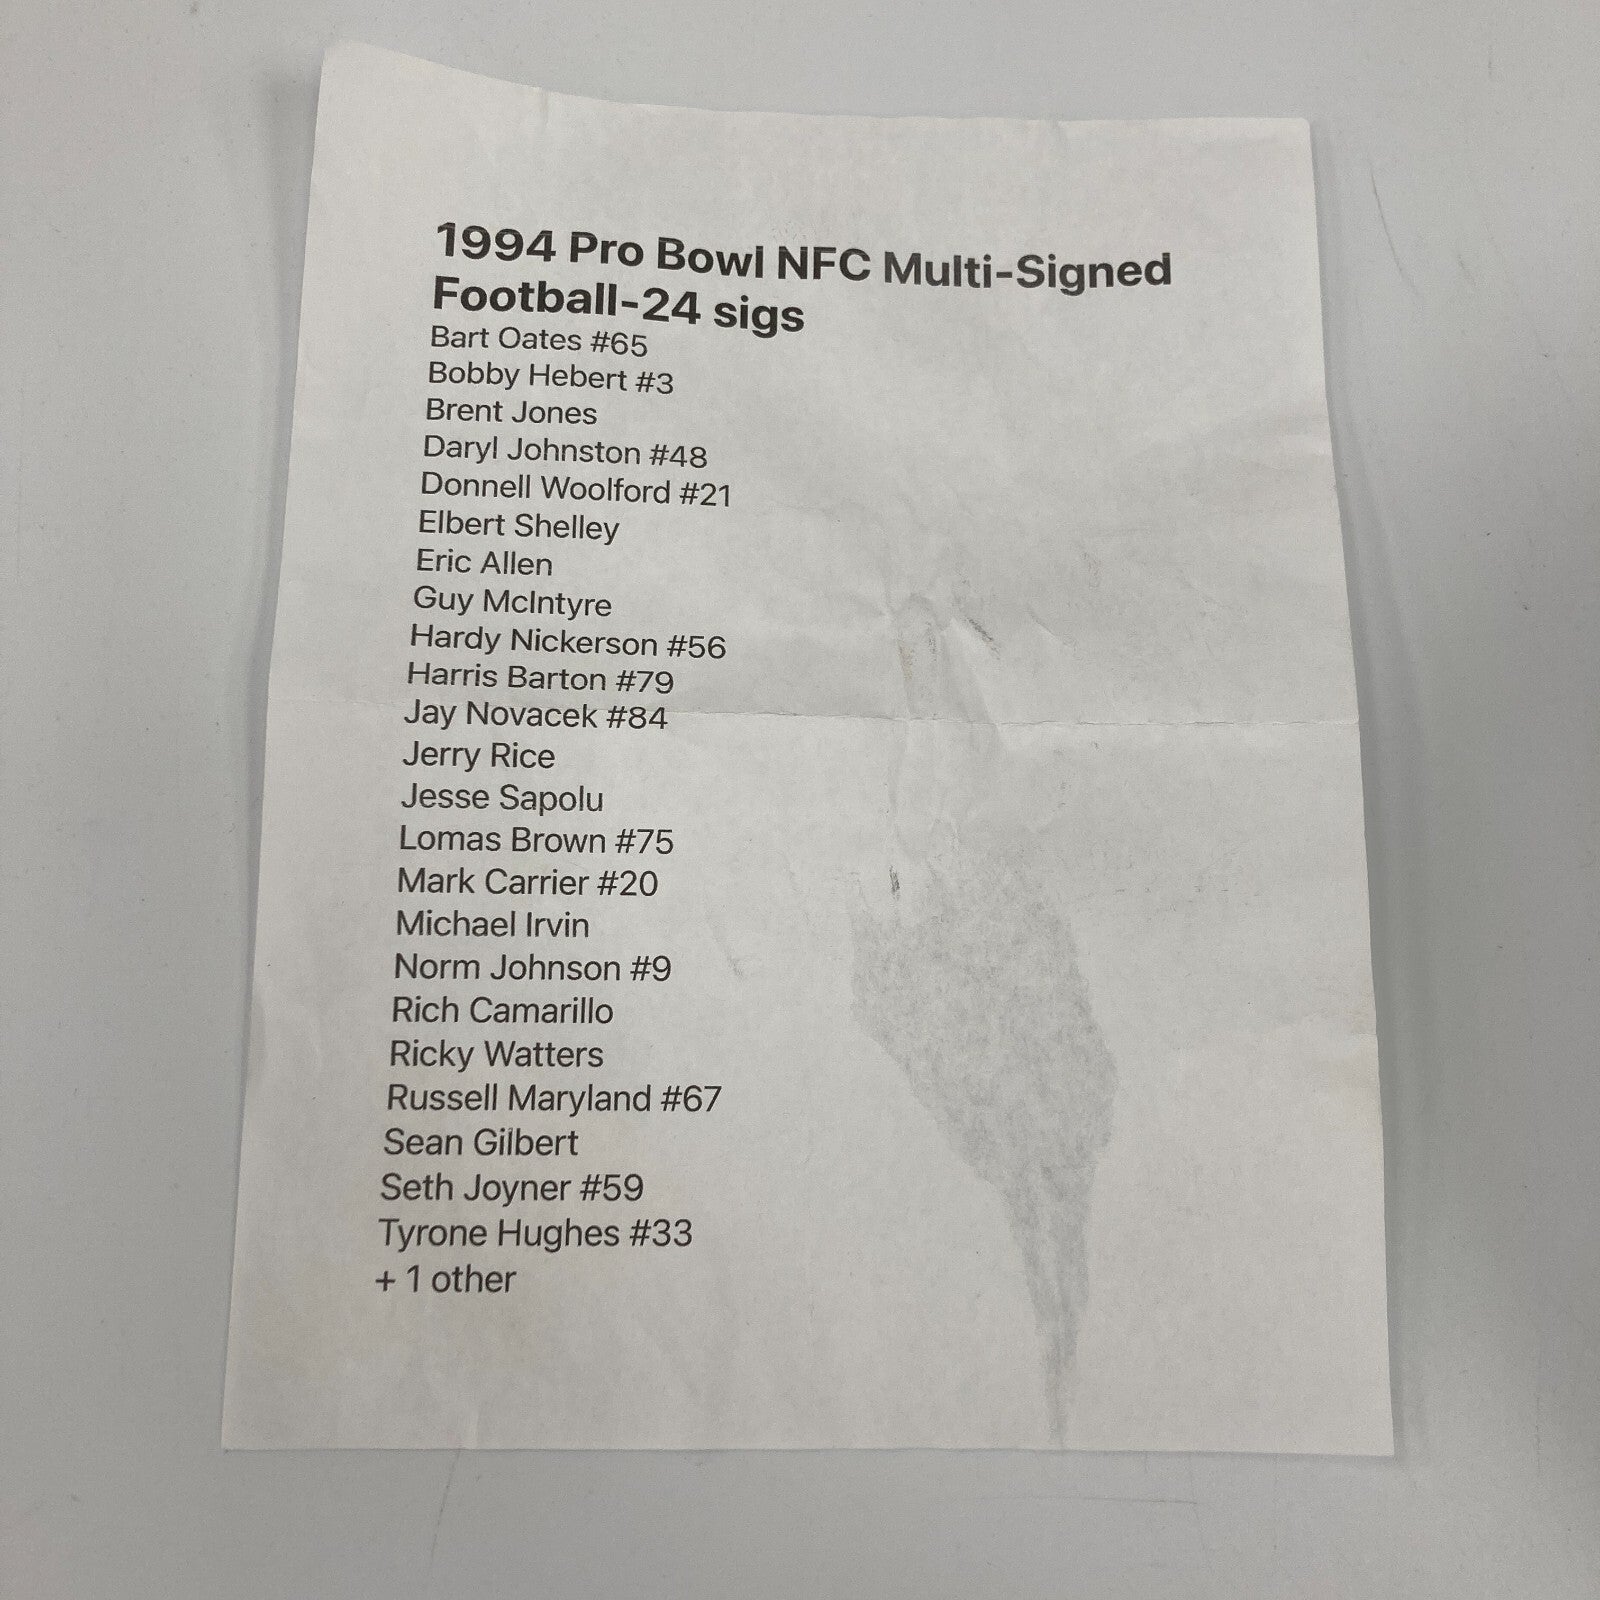 1994 Pro Bowl NFC Multi-Signed
Football-24 sigs
Bart Oates #65
Bobby Hebert #3
Brent Jones
Daryl Johnston #48
Donnell Woolford #21
Elbert Shelley
Eric Allen
Guy McIntyre
Hardy Nickerson #56
Harris Barton #79
Jay Novacek #84
Jerry Rice
Jesse Sapolu
Lomas Brown #75
Mark Carrier #20
Michael Irvin
Norm Johnson #9
Rich Camarillo
Ricky Watters
Russell Maryland #67
Sean Gilbert
Seth Joyner #59
Tyrone Hughes #33
+ 1 other